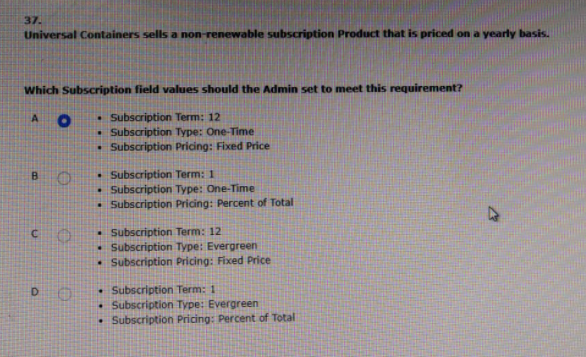 37.
Universal Containers sells a non-renewable subscription Product that is priced on a yearly basis.
Which Subscription field values should the Admin set to meet this requirement?
A
• Subscription Term: 12
• Subscription Type: One-Time
• Subscription Pricing: Fixed Price
B
• Subscription Term: 1
• Subscription Type: One-Time
• Subscription Pricing: Percent of Total
C
• Subscription Term: 12
• Subscription Type: Evergreen
• Subscription Pricing: Fixed Price
D
• Subscription Term: 1
• Subscription Type: Evergreen
• Subscription Pricing: Percent of Total